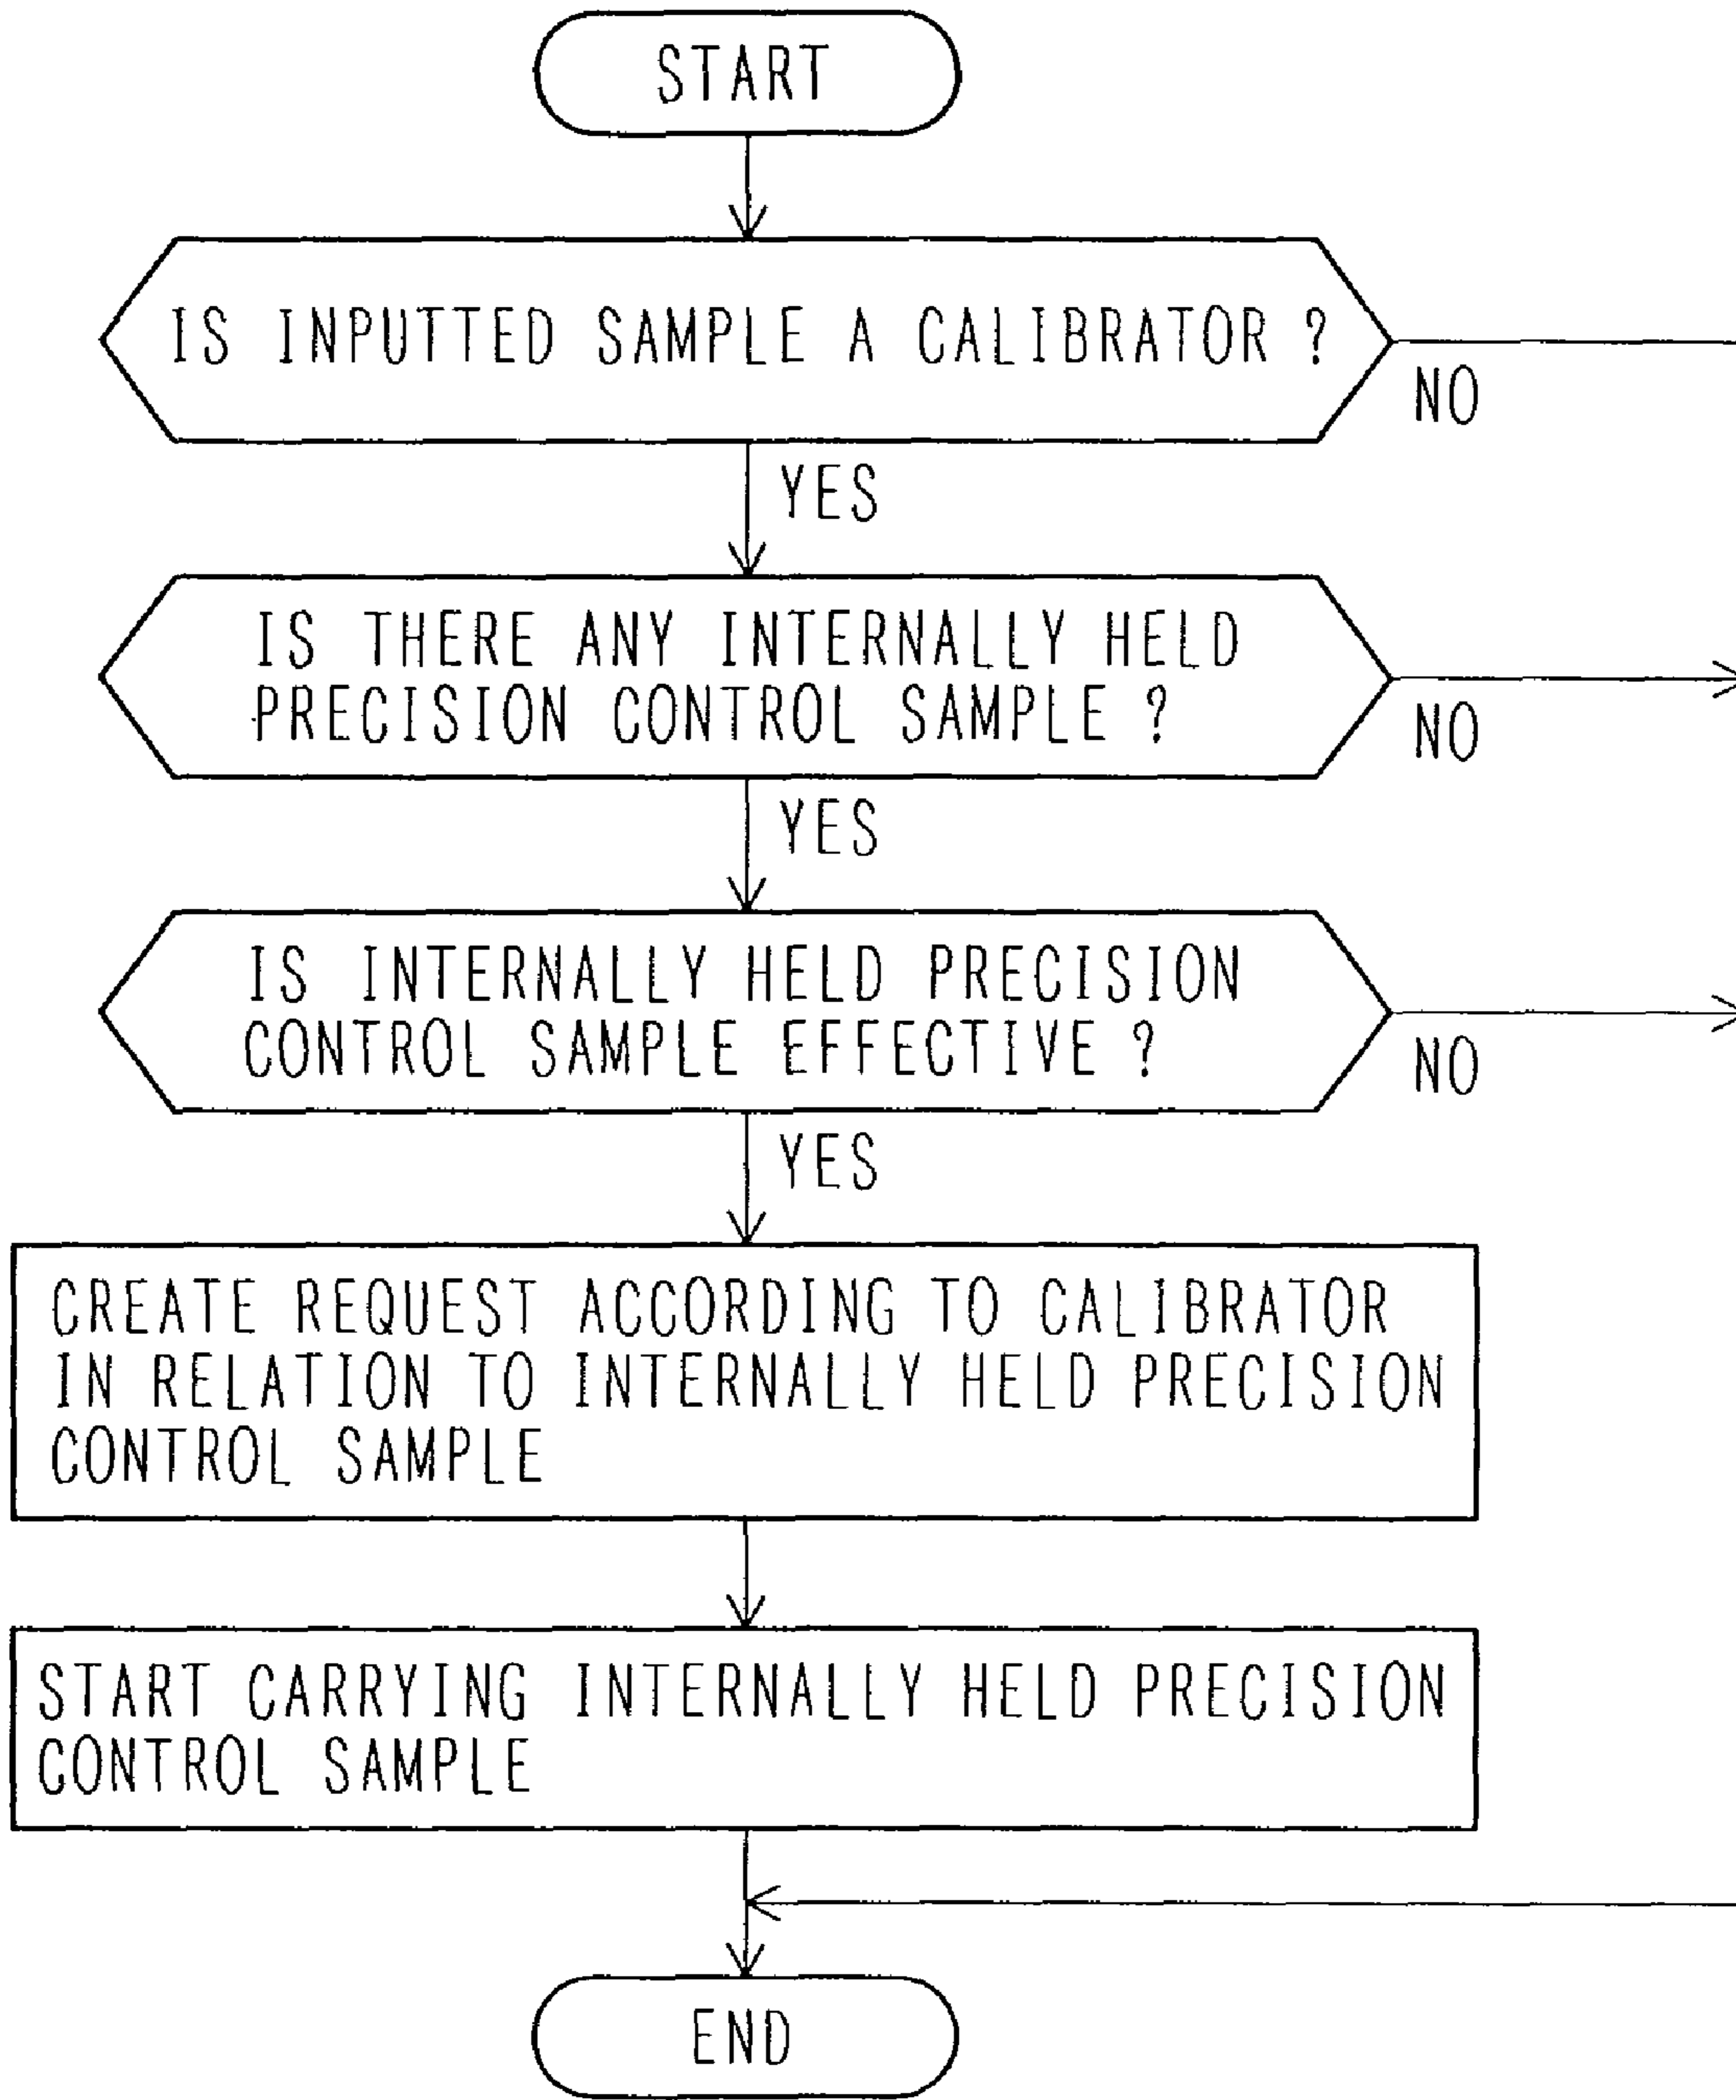 START
IS INPUTTED SAMPLE A CALIBRATOR ?
NO
YES
IS THERE ANY INTERNALLY HELD
PRECISION CONTROL SAMPLE ?
NO
YES
IS INTERNALLY HELD PRECISION
CONTROL SAMPLE EFFECTIVE ?
NO
YES
CREATE REQUEST ACCORDING TO CALIBRATOR
IN RELATION TO INTERNALLY HELD PRECISION
CONTROL SAMPLE
START CARRYING INTERNALLY HELD PRECISION
CONTROL SAMPLE
END